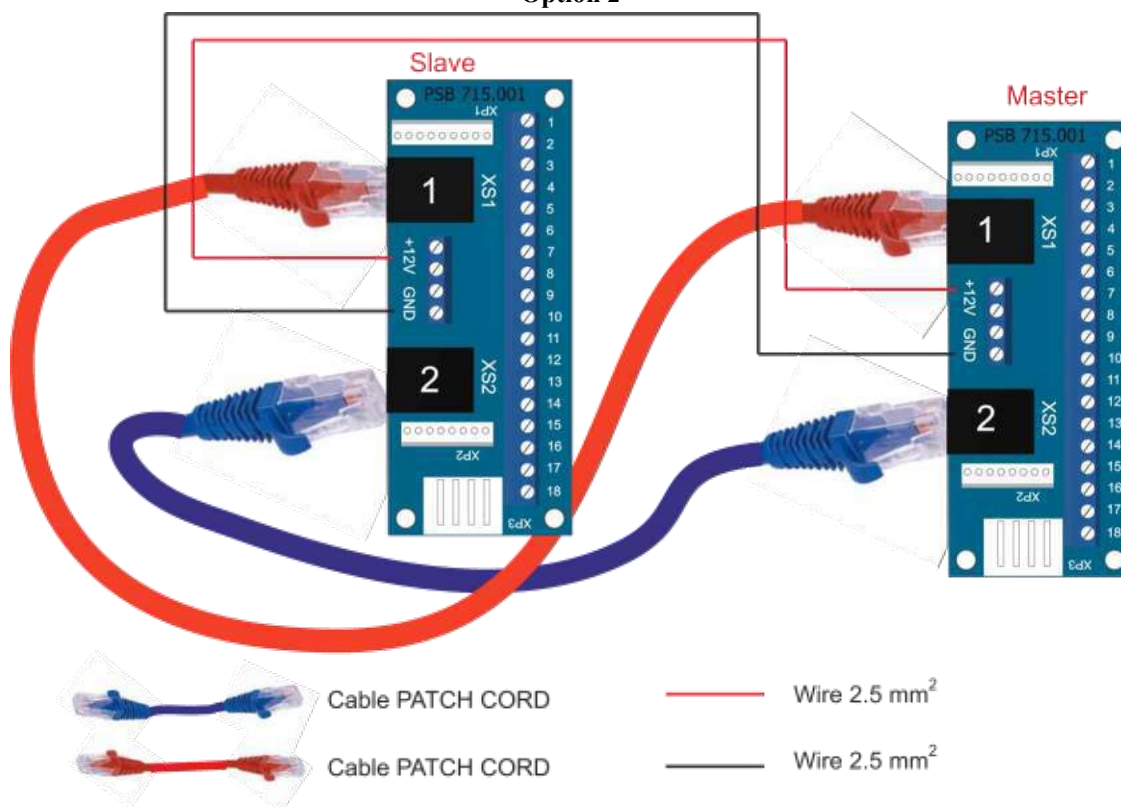 Option 2
Slave
PSB 715.001
XP1
1
2
3
4
5
6
7
8
9
10
11
12
13
14
15
16
17
18
1
XS1
+12V
GND
2
XS2
XP2
XP3
Master
PSB 715.001
XP1
1
2
3
4
5
6
7
8
9
10
11
12
13
14
15
16
17
18
1
XS1
+12V
GND
2
XS2
XP2
XP3
Cable PATCH CORD
Wire 2.5 mm²
Cable PATCH CORD
Wire 2.5 mm²